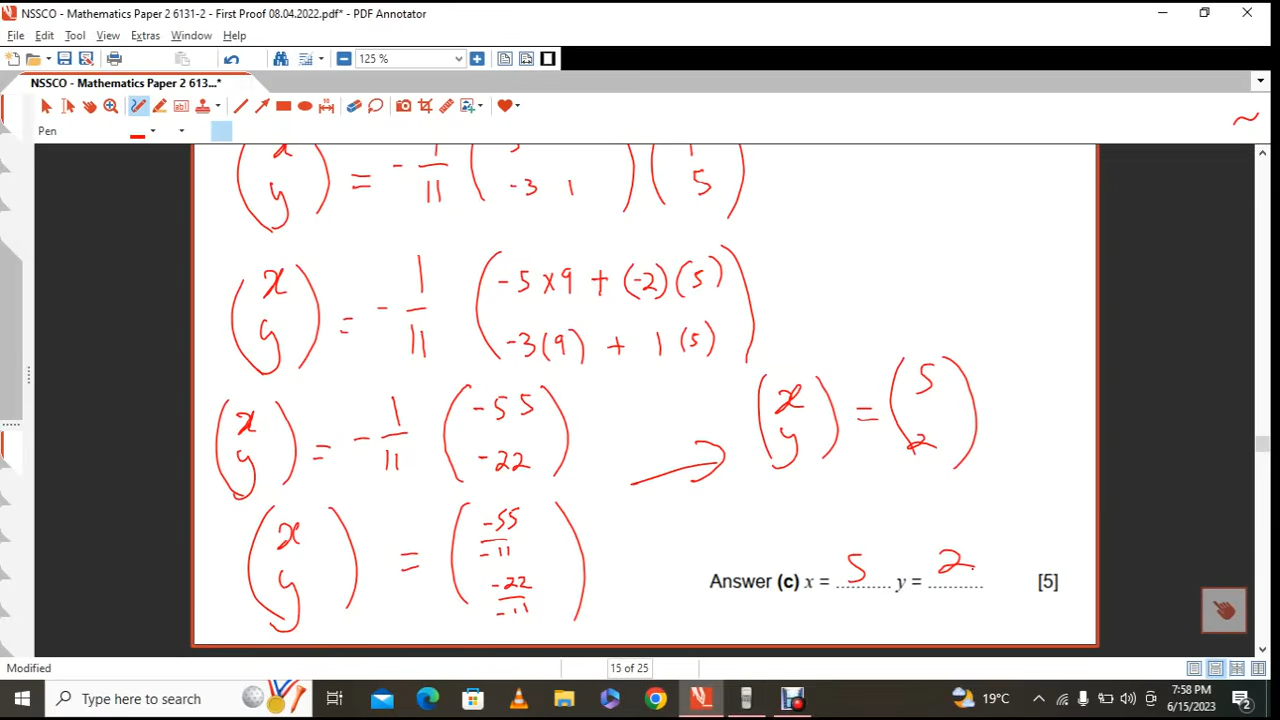 NSSCO - Mathematics Paper 2 6131-2 - First Proof 08.04.2022.pdf* - PDF Annotator
File Edit Tool View Extras Window Help
125 %
NSSCO - Mathematics Paper 2 613...*
Pen
y = - 1/11 ( -3 1 ) ( 5 )
( x y ) = - 1/11 ( -5 × 9 + (-2)(5)
-3(9) + 1(5) )
( x y ) = - 1/11 ( -55 -22 )
( x y ) = ( 5 2 )
( x y ) = ( -55/-11 -22/-11 )
Answer (c) x = 5 y = 2 [5]
Modified
15 of 25
Type here to search
19°C
7:58 PM
6/15/2023
2